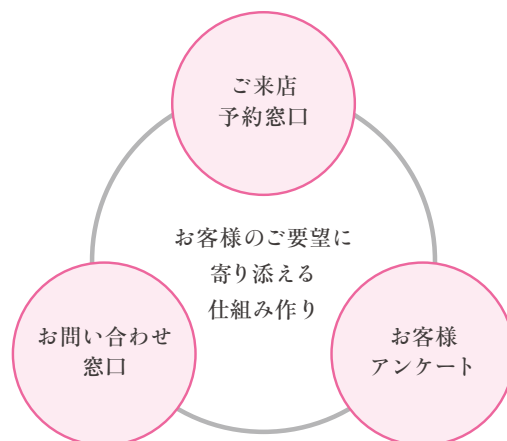 ご来店
予約窓口
お客様のご要望に
寄り添える
仕組み作り
お問い合わせ
窓口
お客様
アンケート